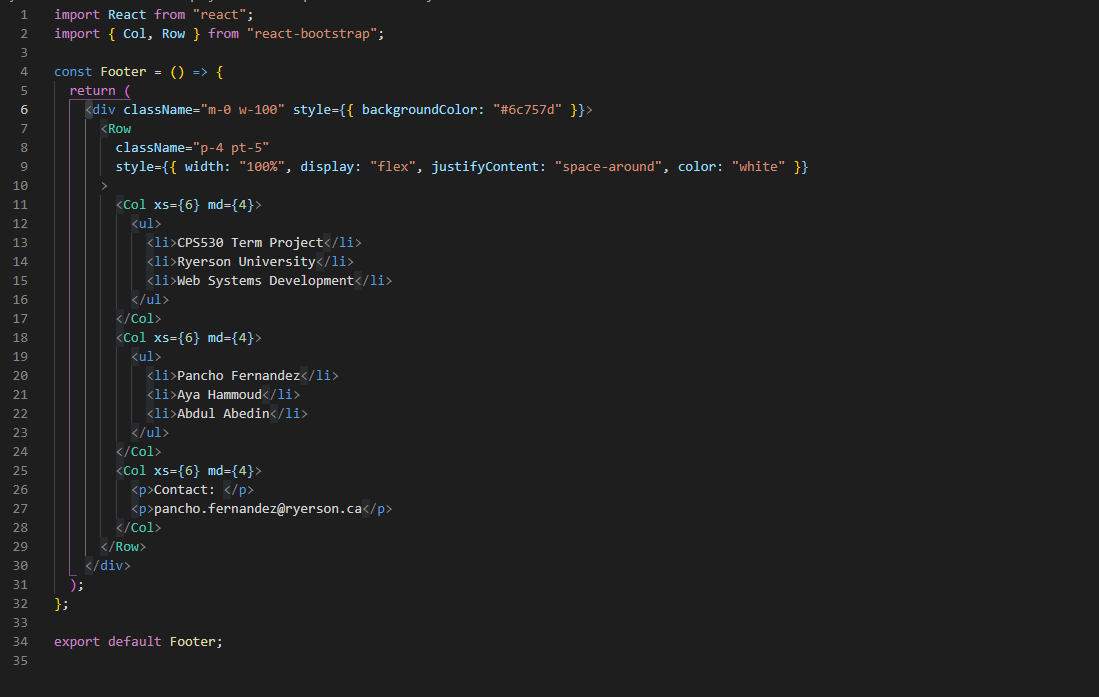 1 import React from "react";
2 import { Col, Row } from "react-bootstrap";
3
4 const Footer = () => {
5   return (
6     <div className="m-0 w-100" style={{ backgroundColor: "#6c757d" }}>
7       <Row
8         className="p-4 pt-5"
9         style={{ width: "100%", display: "flex", justifyContent: "space-around", color: "white" }}
10       >
11         <Col xs={6} md={4}>
12           <ul>
13             <li>CPS530 Term Project</li>
14             <li>Ryerson University</li>
15             <li>Web Systems Development</li>
16           </ul>
17         </Col>
18         <Col xs={6} md={4}>
19           <ul>
20             <li>Pancho Fernandez</li>
21             <li>Aya Hammoud</li>
22             <li>Abdul Abedin</li>
23           </ul>
24         </Col>
25         <Col xs={6} md={4}>
26           <p>Contact: </p>
27           <p>pancho.fernandez@ryerson.ca</p>
28         </Col>
29       </Row>
30     </div>
31   );
32 };
33
34 export default Footer;
35